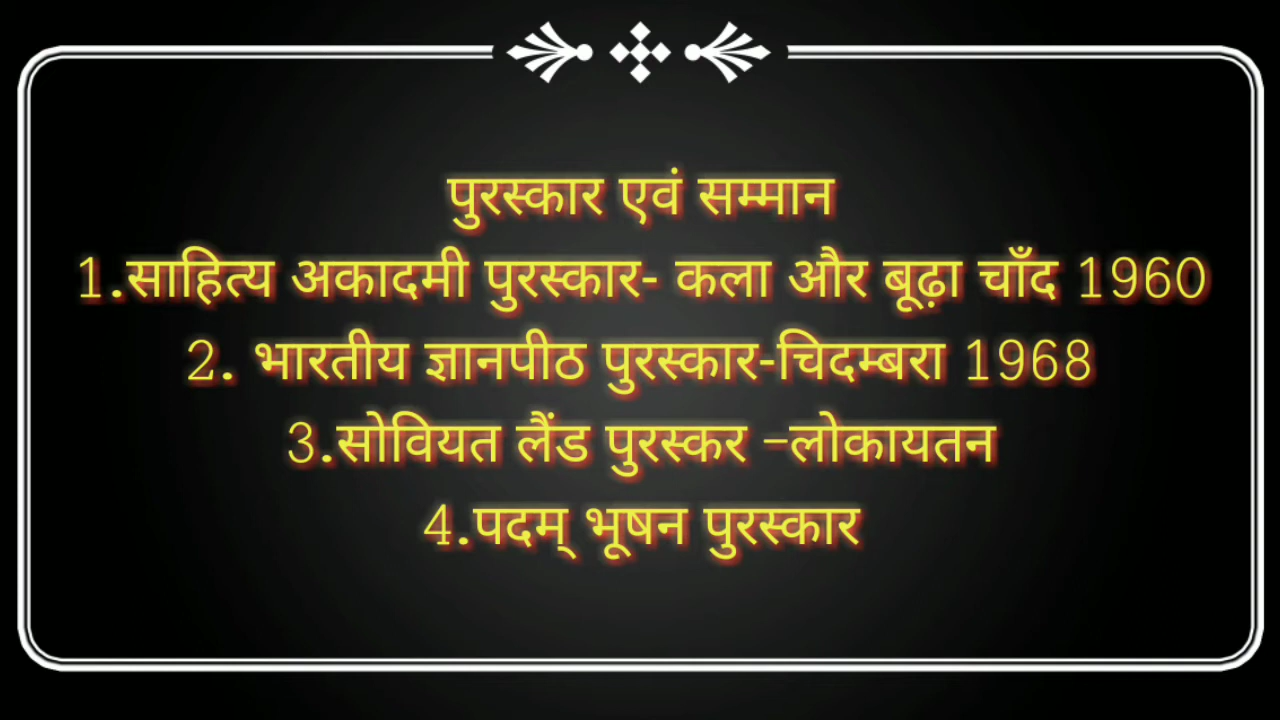 पुरस्कार एवं सम्मान
1.साहित्य अकादमी पुरस्कार- कला और बूढ़ा चाँद 1960
2. भारतीय ज्ञानपीठ पुरस्कार-चिदम्बरा 1968
3.सोवियत लैंड पुरस्कर –लोकायतन
4.पदम् भूषन पुरस्कार